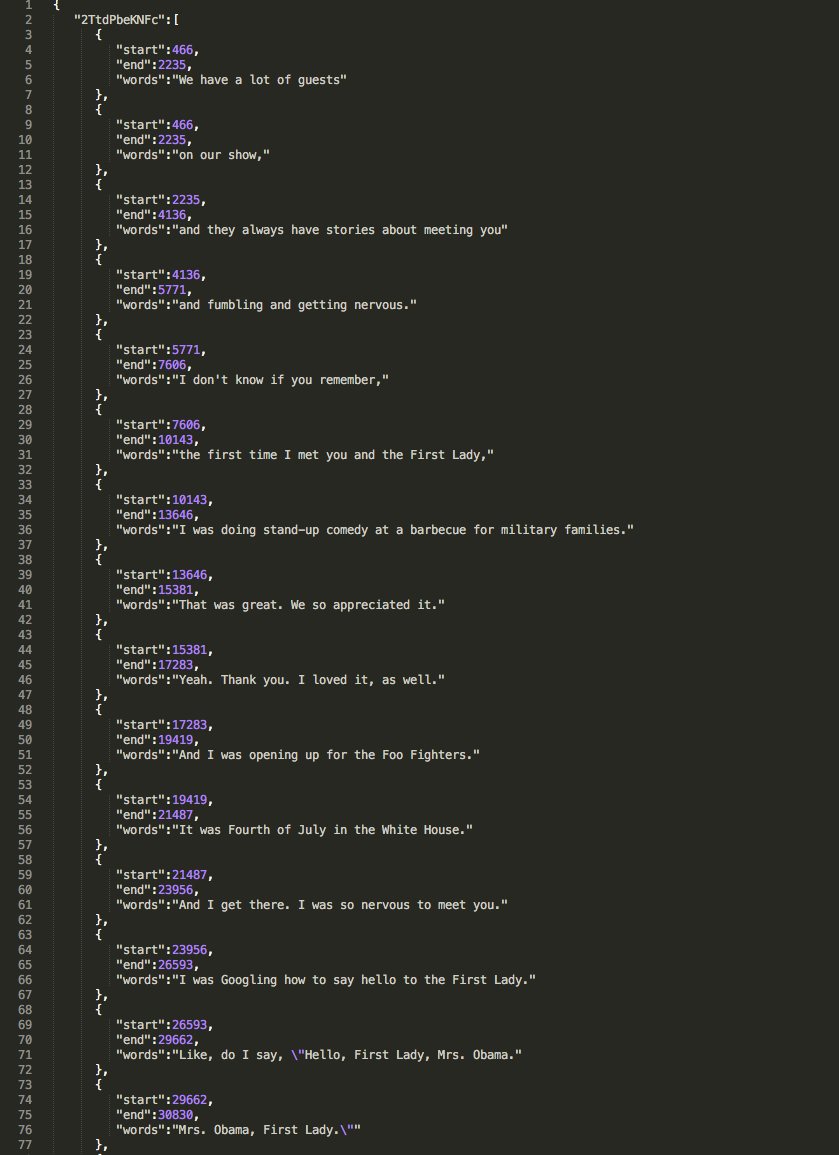 1 {
2 "2TtdPbeKNFc":[
3 {
4 "start":466,
5 "end":2235,
6 "words":"We have a lot of guests"
7 },
8 {
9 "start":466,
10 "end":2235,
11 "words":"on our show,"
12 },
13 {
14 "start":2235,
15 "end":4136,
16 "words":"and they always have stories about meeting you"
17 },
18 {
19 "start":4136,
20 "end":5771,
21 "words":"and fumbling and getting nervous."
22 },
23 {
24 "start":5771,
25 "end":7606,
26 "words":"I don't know if you remember,"
27 },
28 {
29 "start":7606,
30 "end":10143,
31 "words":"the first time I met you and the First Lady,"
32 },
33 {
34 "start":10143,
35 "end":13646,
36 "words":"I was doing stand-up comedy at a barbecue for military families."
37 },
38 {
39 "start":13646,
40 "end":15381,
41 "words":"That was great. We so appreciated it."
42 },
43 {
44 "start":15381,
45 "end":17283,
46 "words":"Yeah. Thank you. I loved it, as well."
47 },
48 {
49 "start":17283,
50 "end":19419,
51 "words":"And I was opening up for the Foo Fighters."
52 },
53 {
54 "start":19419,
55 "end":21487,
56 "words":"It was Fourth of July in the White House."
57 },
58 {
59 "start":21487,
60 "end":23956,
61 "words":"And I get there. I was so nervous to meet you."
62 },
63 {
64 "start":23956,
65 "end":26593,
66 "words":"I was Googling how to say hello to the First Lady."
67 },
68 {
69 "start":26593,
70 "end":29662,
71 "words":"Like, do I say, \"Hello, First Lady, Mrs. Obama."
72 },
73 {
74 "start":29662,
75 "end":30830,
76 "words":"Mrs. Obama, First Lady.\""
77 },